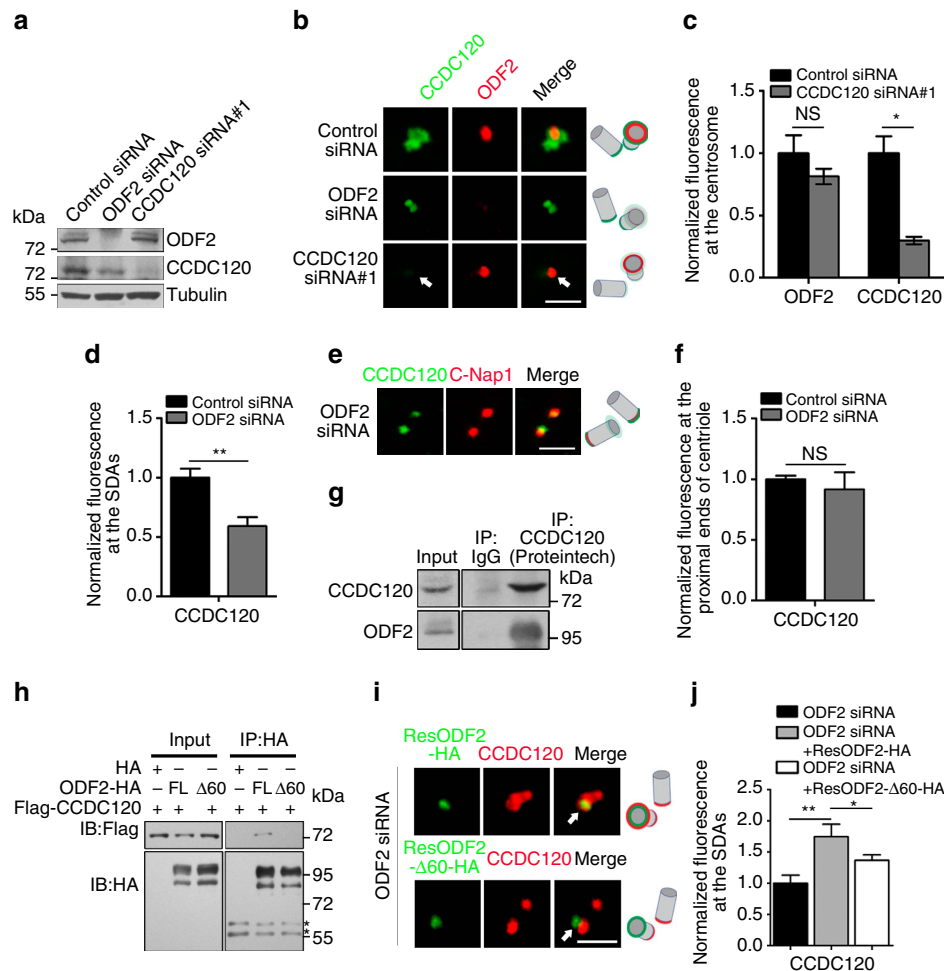 a
Control siRNA
ODF2 siRNA
CCDC120 siRNA#1
kDa
72
ODF2
72
CCDC120
55
Tubulin
b
CCDC120
ODF2
Merge
Control
siRNA
ODF2
siRNA
CCDC120
siRNA#1
c
Control siRNA
CCDC120 siRNA#1
Normalized fluorescence
at the centrosome
1.5
1.0
0.5
0.0
NS
*
ODF2
CCDC120
d
Control siRNA
ODF2 siRNA
Normalized fluorescence
at the SDAs
1.5
1.0
0.5
0.0
**
CCDC120
e
CCDC120
C-Nap1
Merge
ODF2
siRNA
f
Control siRNA
ODF2 siRNA
Normalized fluorescence at the
proximal ends of centriole
1.5
1.0
0.5
0.0
NS
CCDC120
g
Input
IP:
IgG
IP:
CCDC120
(Proteintech)
kDa
CCDC120
72
ODF2
95
h
Input
IP:HA
HA + − − + − −
ODF2-HA − FL Δ60 − FL Δ60
Flag-CCDC120 + + + + + +
kDa
IB:Flag
72
IB:HA
95
72
*
*
55
i
ODF2 siRNA
ResODF2
-HA
CCDC120
Merge
ResODF2
-Δ60-HA
CCDC120
Merge
j
ODF2 siRNA
ODF2 siRNA
+ResODF2-HA
ODF2 siRNA
+ResODF2-Δ60-HA
Normalized fluorescence
at the SDAs
2.5
2.0
1.5
1.0
0.5
0.0
**
*
CCDC120